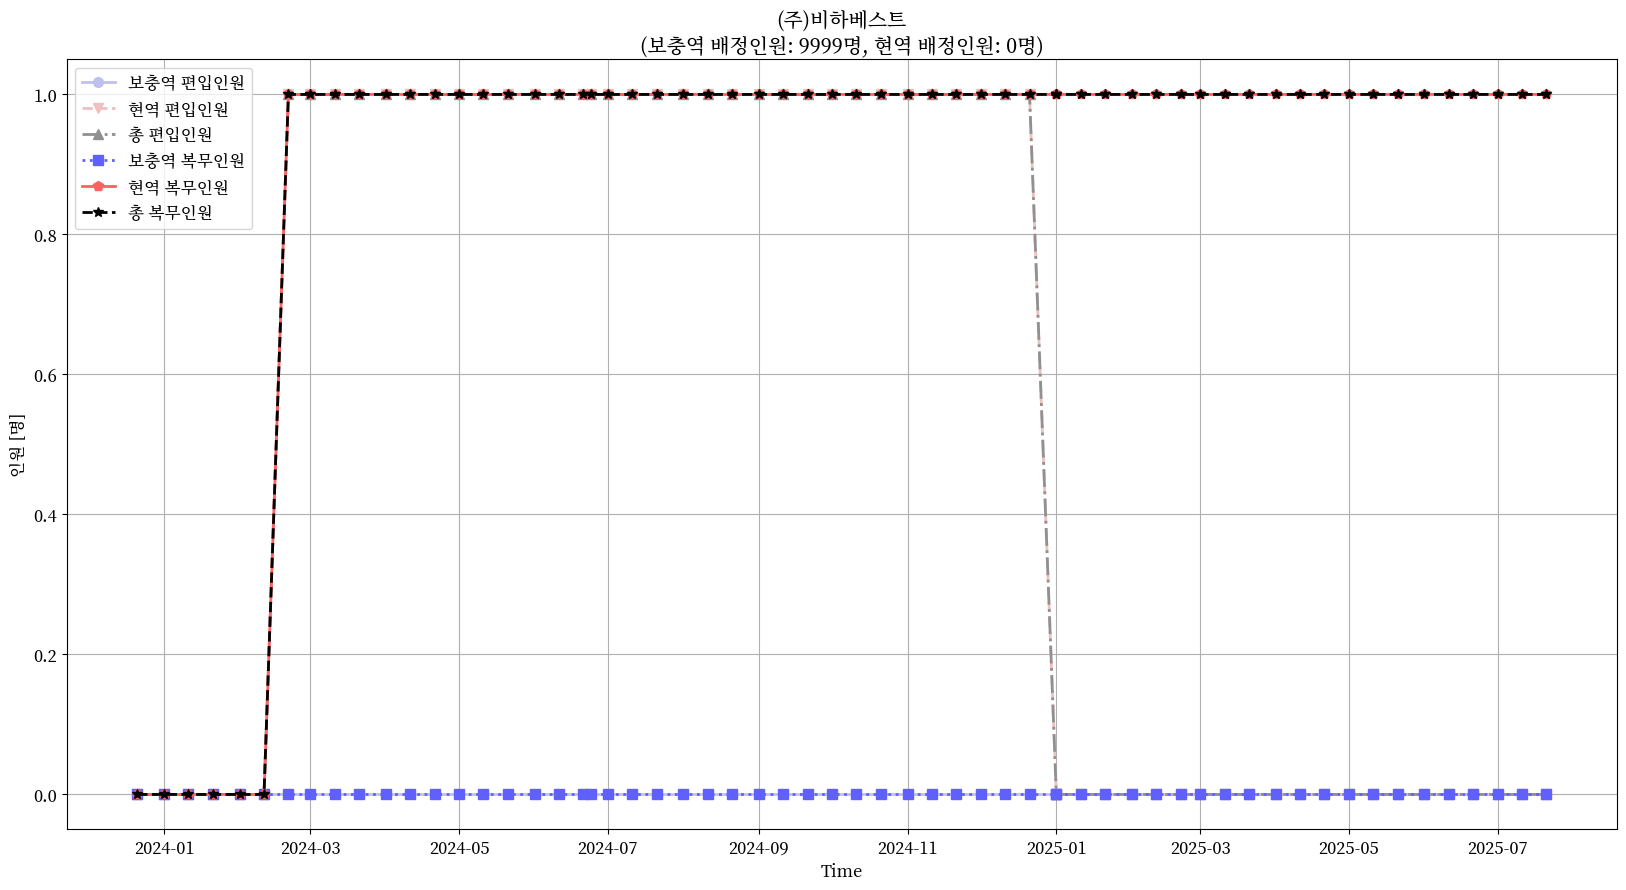 (주)비하베스트
(보충역 배정인원: 9999명, 현역 배정인원: 0명)
보충역 편입인원
현역 편입인원
총 편입인원
보충역 복무인원
현역 복무인원
총 복무인원
1.0
0.8
0.6
0.4
0.2
0.0
인원 [명]
2024-01 2024-03 2024-05 2024-07 2024-09 2024-11 2025-01 2025-03 2025-05 2025-07
Time